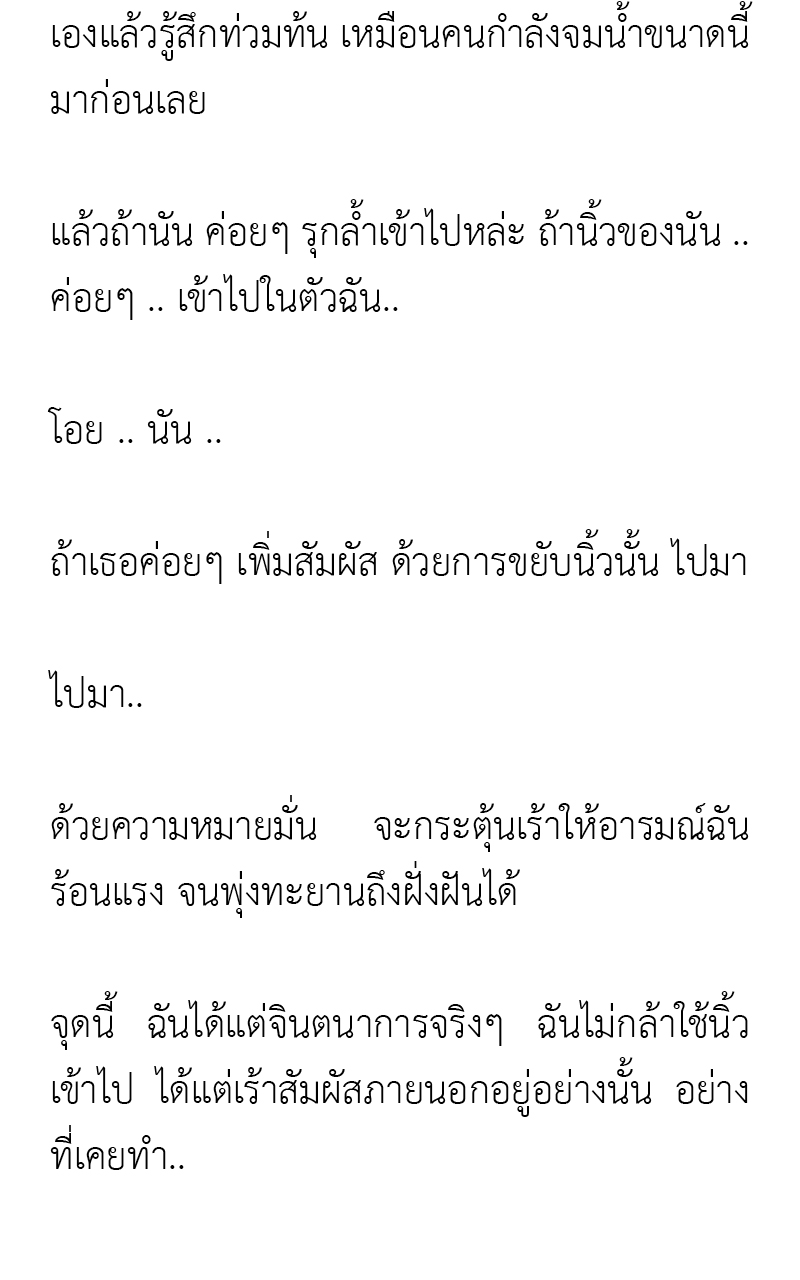 เองแล้วรู้สึกท่วมท้น เหมือนคนกำลังจมน้ำขนาดนี้
มาก่อนเลย
แล้วถ้านัน ค่อยๆ รุกล้ำเข้าไปหล่ะ ถ้านิ้วของนัน ..
ค่อยๆ .. เข้าไปในตัวฉัน..
โอย .. นัน ..
ถ้าเธอค่อยๆ เพิ่มสัมผัส ด้วยการขยับนิ้วนั้น ไปมา
ไปมา..
ด้วยความหมายมั่น จะกระตุ้นเร้าให้อารมณ์ฉัน
ร้อนแรง จนพุ่งทะยานถึงฝั่งฝันได้
จุดนี้ ฉันได้แต่จินตนาการจริงๆ ฉันไม่กล้าใช้นิ้ว
เข้าไป ได้แต่เร้าสัมผัสภายนอกอยู่อย่างนั้น อย่าง
ที่เคยทำ..